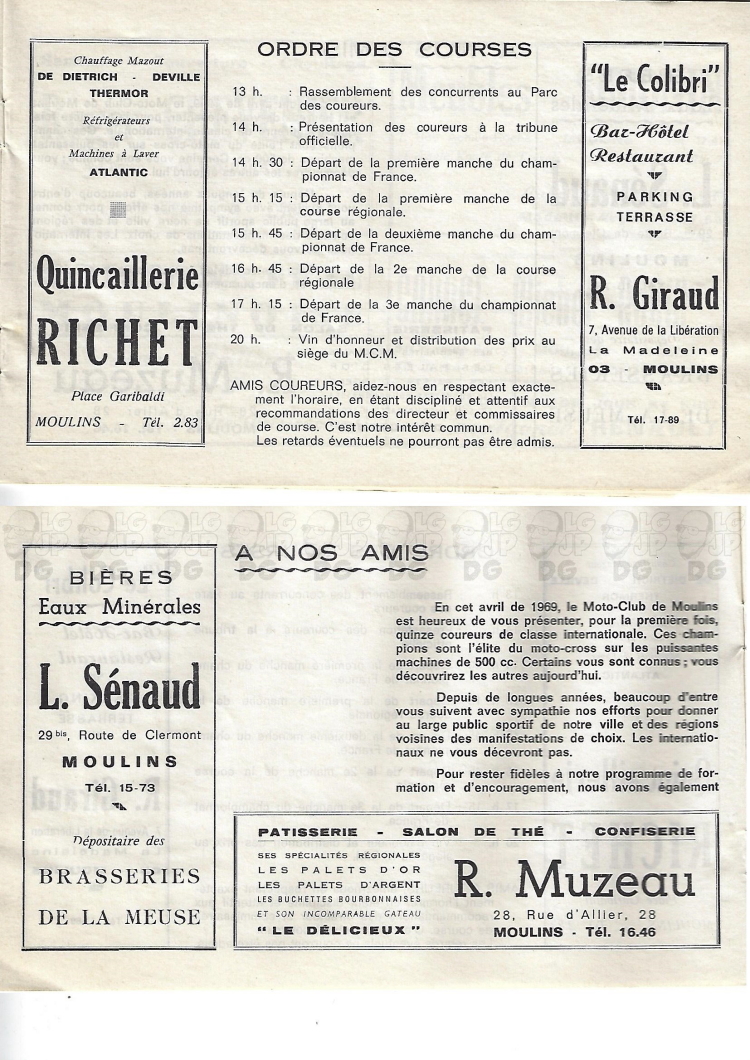 Chauffage Mazout
DE DIETRICH - DEVILLE
THERMOR
Réfrigérateurs
et
Machines à Laver
ATLANTIC
Quincaillerie
RICHET
Place Garibaldi
MOULINS - Tél. 2.83
ORDRE DES COURSES
13 h. : Rassemblement des concurrents au Parc
des coureurs.
14 h. : Présentation des coureurs à la tribune
officielle.
14 h. 30 : Départ de la première manche du cham-
pionnat de France.
15 h. 15 : Départ de la première manche de la
course régionale.
15 h. 45 : Départ de la deuxième manche du cham-
pionnat de France.
16 h. 45 : Départ de la 2e manche de la course
régionale
17 h. 15 : Départ de la 3e manche du championnat
de France.
20 h. : Vin d'honneur et distribution des prix au
siège du M.C.M.
AMIS COUREURS, aidez-nous en respectant exacte-
ment l'horaire, en étant discipliné et attentif aux
recommandations des directeur et commissaires
de course. C'est notre intérêt commun.
Les retards éventuels ne pourront pas être admis.
"Le Colibri"
Bar-Hôtel
Restaurant
PARKING
TERRASSE
R. Giraud
7, Avenue de la Libération
La Madeleine
03 - MOULINS
Tél. 17-89
BIÈRES
Eaux Minérales
L. Sénaud
29 bis, Route de Clermont
MOULINS
Tél. 15-73
Dépositaire des
BRASSERIES
DE LA MEUSE
A NOS AMIS
En cet avril de 1969, le Moto-Club de Moulins
est heureux de vous présenter, pour la première fois,
quinze coureurs de classe internationale. Ces cham-
pions sont l'élite du moto-cross sur les puissantes
machines de 500 cc. Certains vous sont connus ; vous
découvrirez les autres aujourd'hui.
Depuis de longues années, beaucoup d'entre
vous suivent avec sympathie nos efforts pour donner
au large public sportif de notre ville et des régions
voisines des manifestations de choix. Les internatio-
naux ne vous décevront pas.
Pour rester fidèles à notre programme de for-
mation et d'encouragement, nous avons également
PATISSERIE - SALON DE THÉ - CONFISERIE
SES SPÉCIALITÉS RÉGIONALES
LES PALETS D'OR
LES PALETS D'ARGENT
LES BUCHETTES BOURBONNAISES
ET SON INCOMPARABLE GATEAU
"LE DÉLICIEUX"
R. Muzeau
28, Rue d'Allier, 28
MOULINS - Tél. 16.46